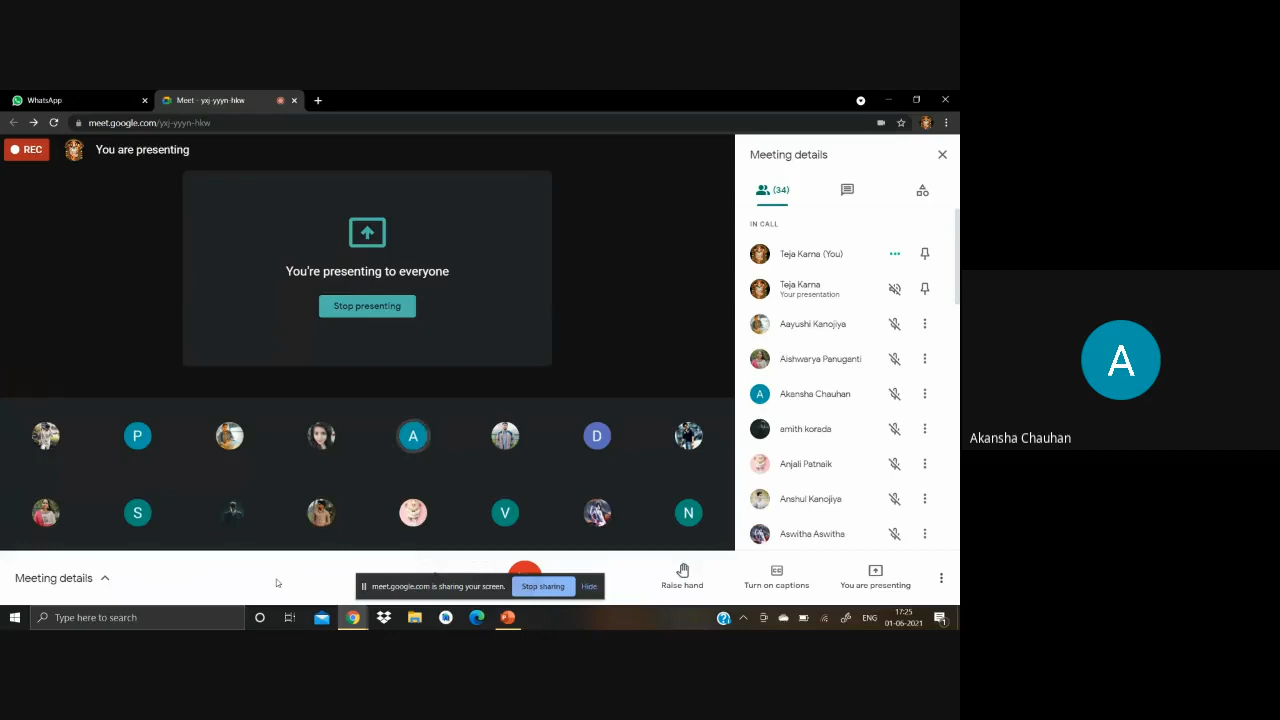 WhatsApp
Meet - yxj-yyyn-hkw
meet.google.com/yxj-yyyn-hkw
REC
You are presenting
You're presenting to everyone
Stop presenting
Meeting details
(34)
IN CALL
Teja Karna (You)
Teja Karna
Your presentation
Aayushi Kanojiya
Aishwarya Panuganti
A
Akansha Chauhan
amith korada
Anjali Patnaik
Anshul Kanojiya
Aswitha Aswitha
P
A
D
S
V
N
Meeting details
meet.google.com is sharing your screen.
Stop sharing
Hide
Raise hand
Turn on captions
You are presenting
Type here to search
ENG
17:25
01-06-2021
A
Akansha Chauhan